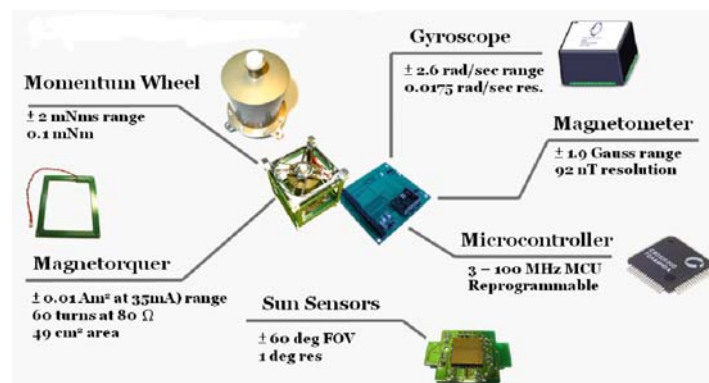 Gyroscope
± 2.6 rad/sec range
0.0175 rad/sec res.
Momentum Wheel
± 2 mNms range
0.1 mNm
Magnetometer
± 1.9 Gauss range
92 nT resolution
Microcontroller
3 – 100 MHz MCU
Reprogrammable
Magnetorquer
± 0.01 Am² at 35mA) range
60 turns at 80 Ω
49 cm² area
Sun Sensors
± 60 deg FOV
1 deg res